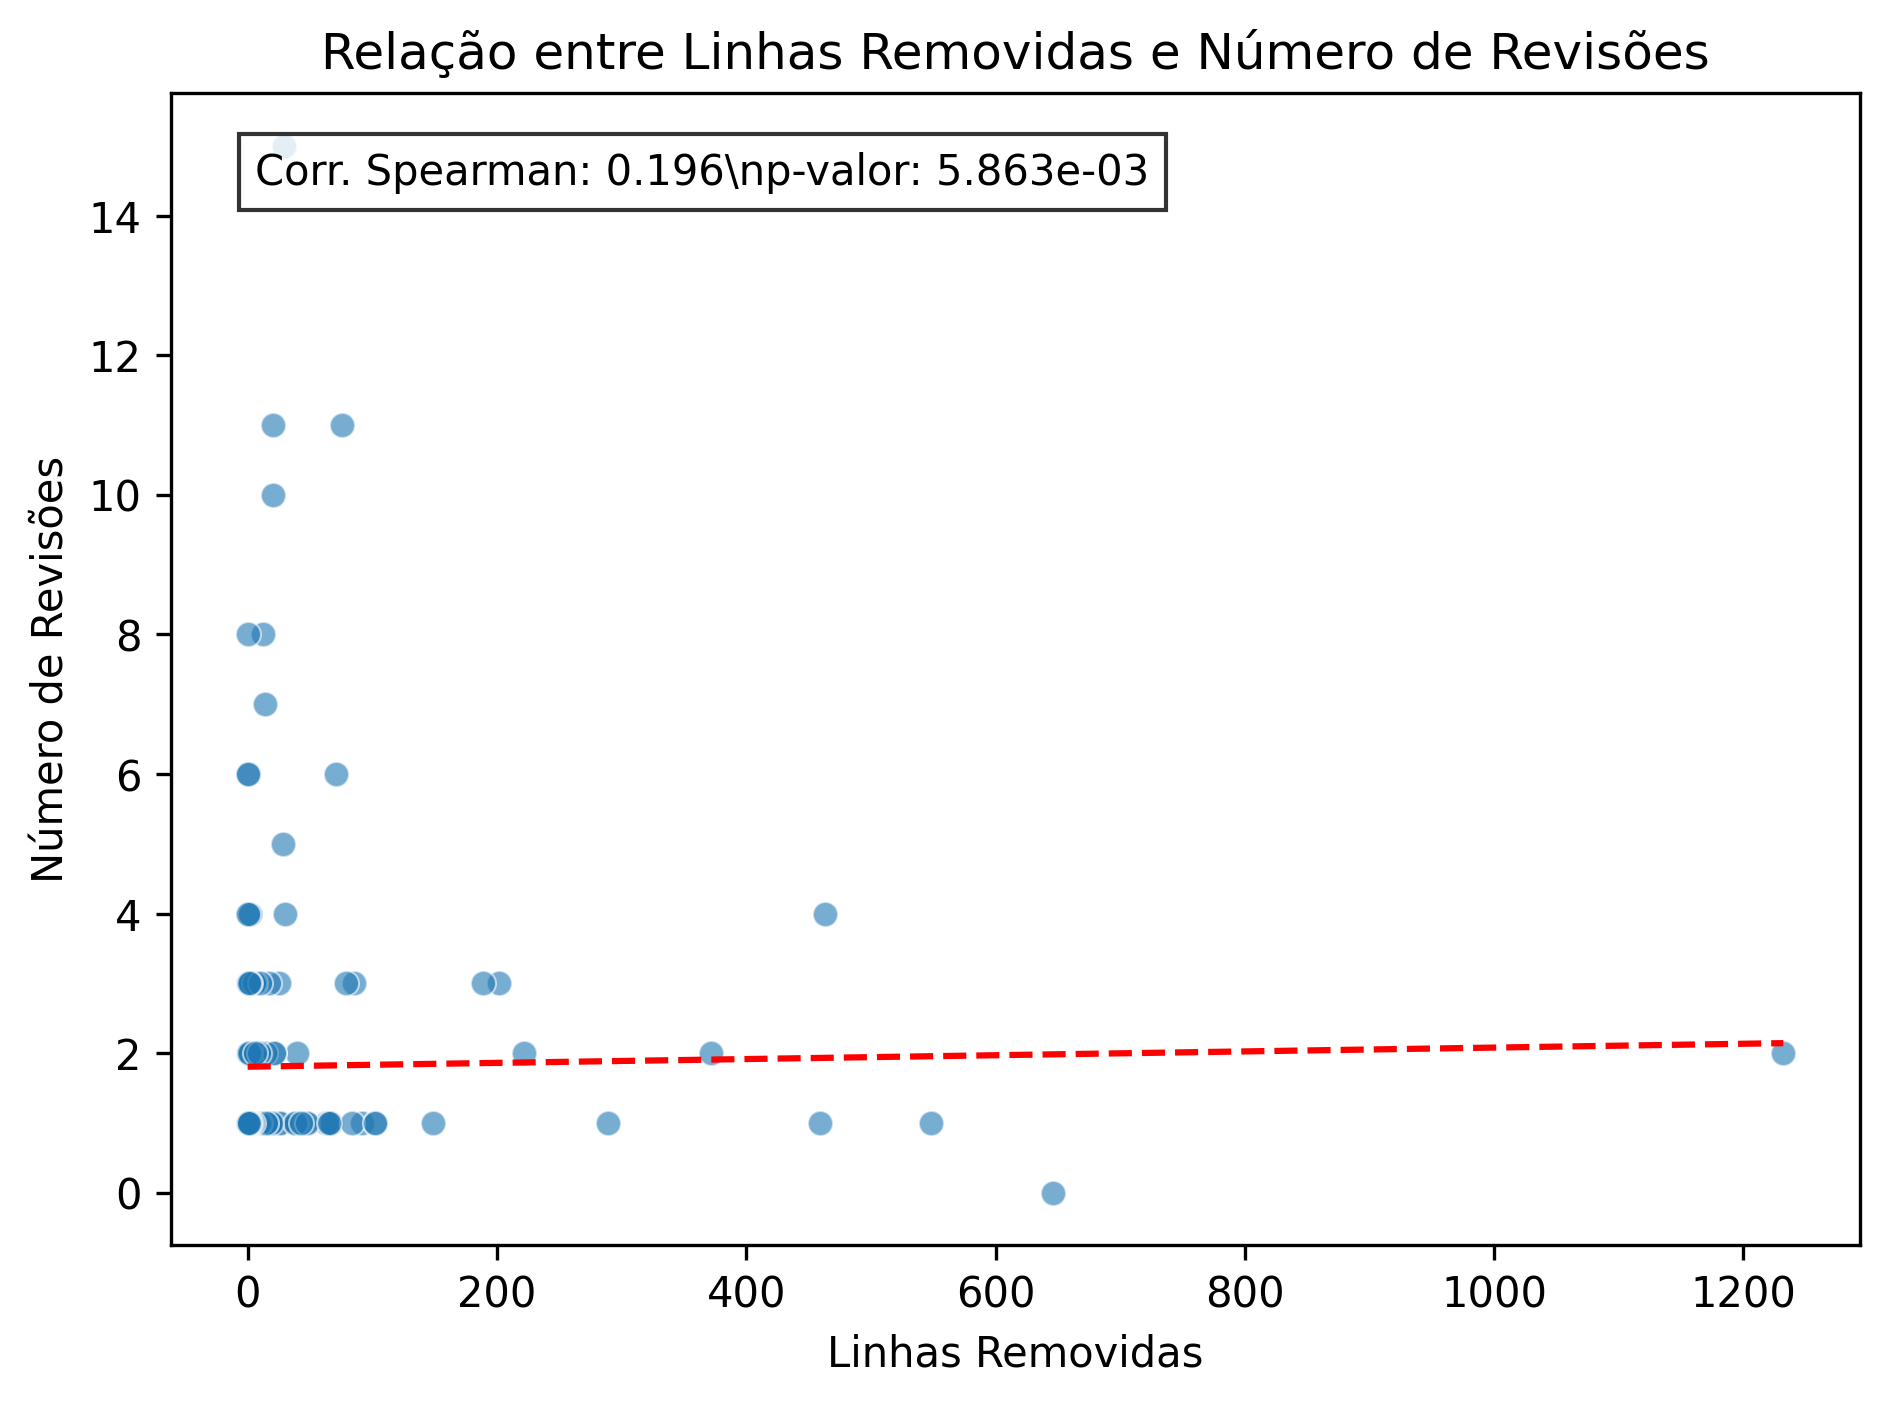 Relação entre Linhas Removidas e Número de Revisões
Corr. Spearman: 0.196\np-valor: 5.863e-03
14
12
10
8
6
4
2
0
Número de Revisões
0 200 400 600 800 1000 1200
Linhas Removidas